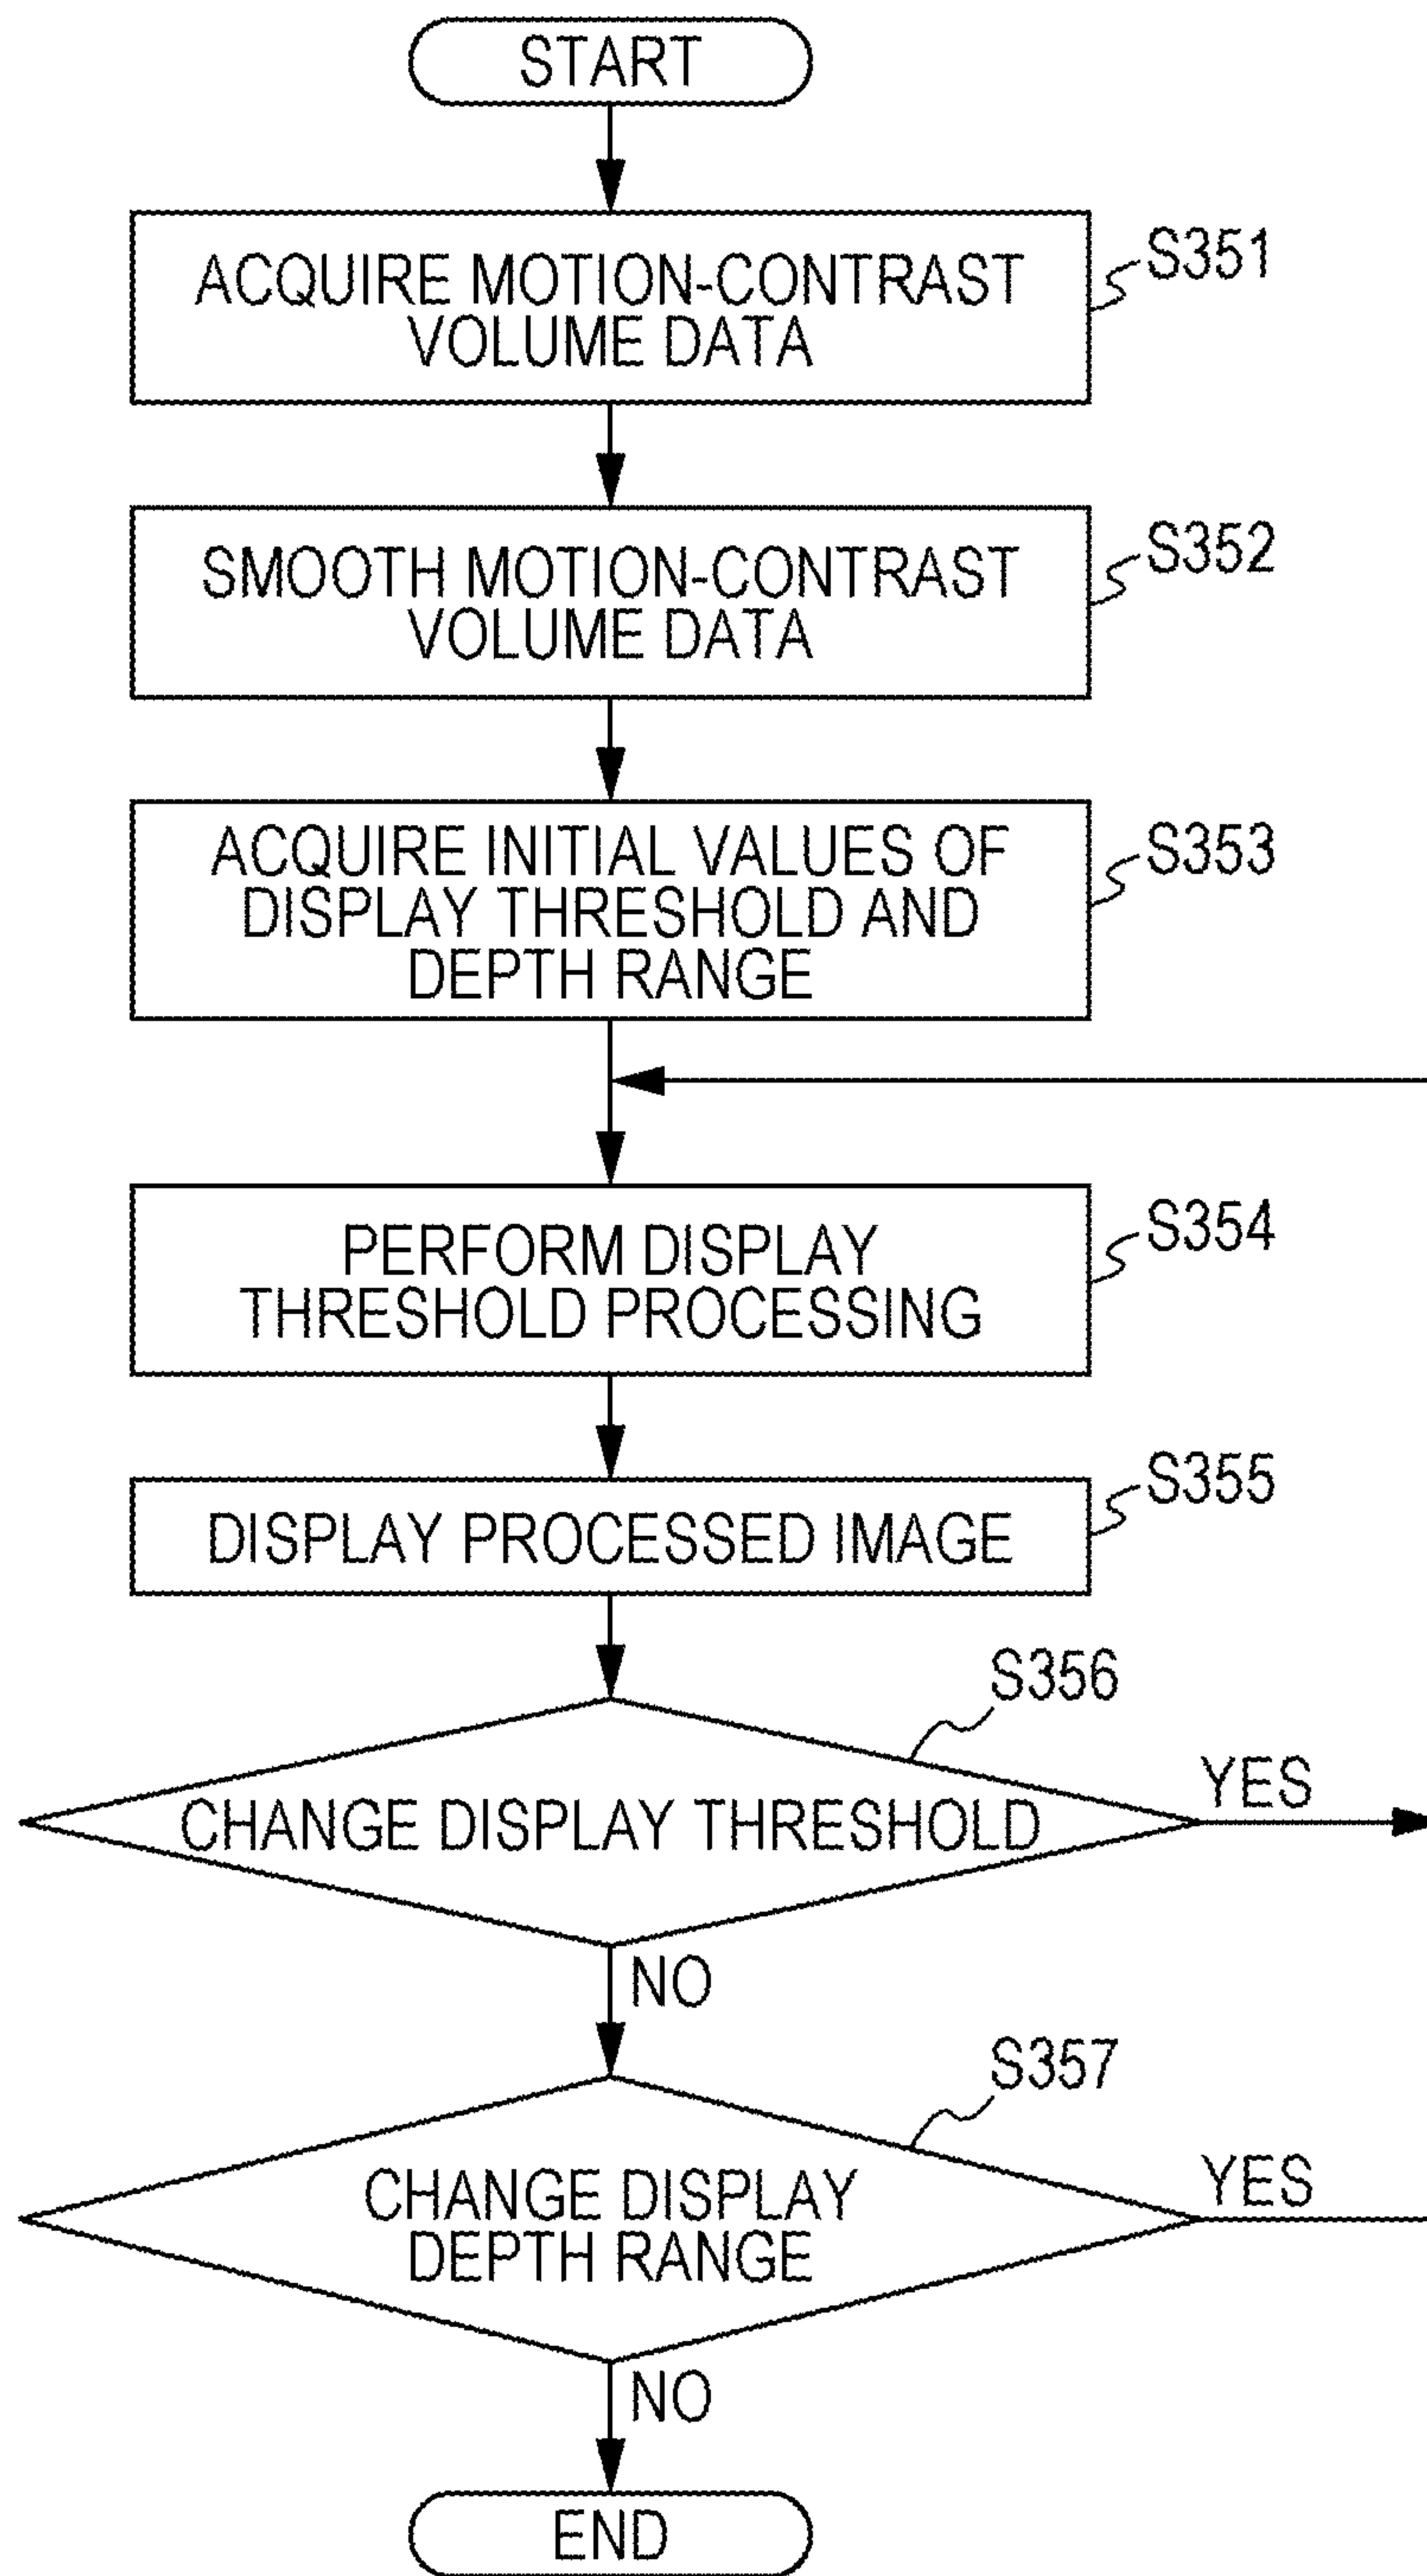 START
ACQUIRE MOTION-CONTRAST
VOLUME DATA
S351
SMOOTH MOTION-CONTRAST
VOLUME DATA
S352
ACQUIRE INITIAL VALUES OF
DISPLAY THRESHOLD AND
DEPTH RANGE
S353
PERFORM DISPLAY
THRESHOLD PROCESSING
S354
DISPLAY PROCESSED IMAGE
S355
S356
CHANGE DISPLAY THRESHOLD
YES
NO
S357
CHANGE DISPLAY
DEPTH RANGE
YES
NO
END